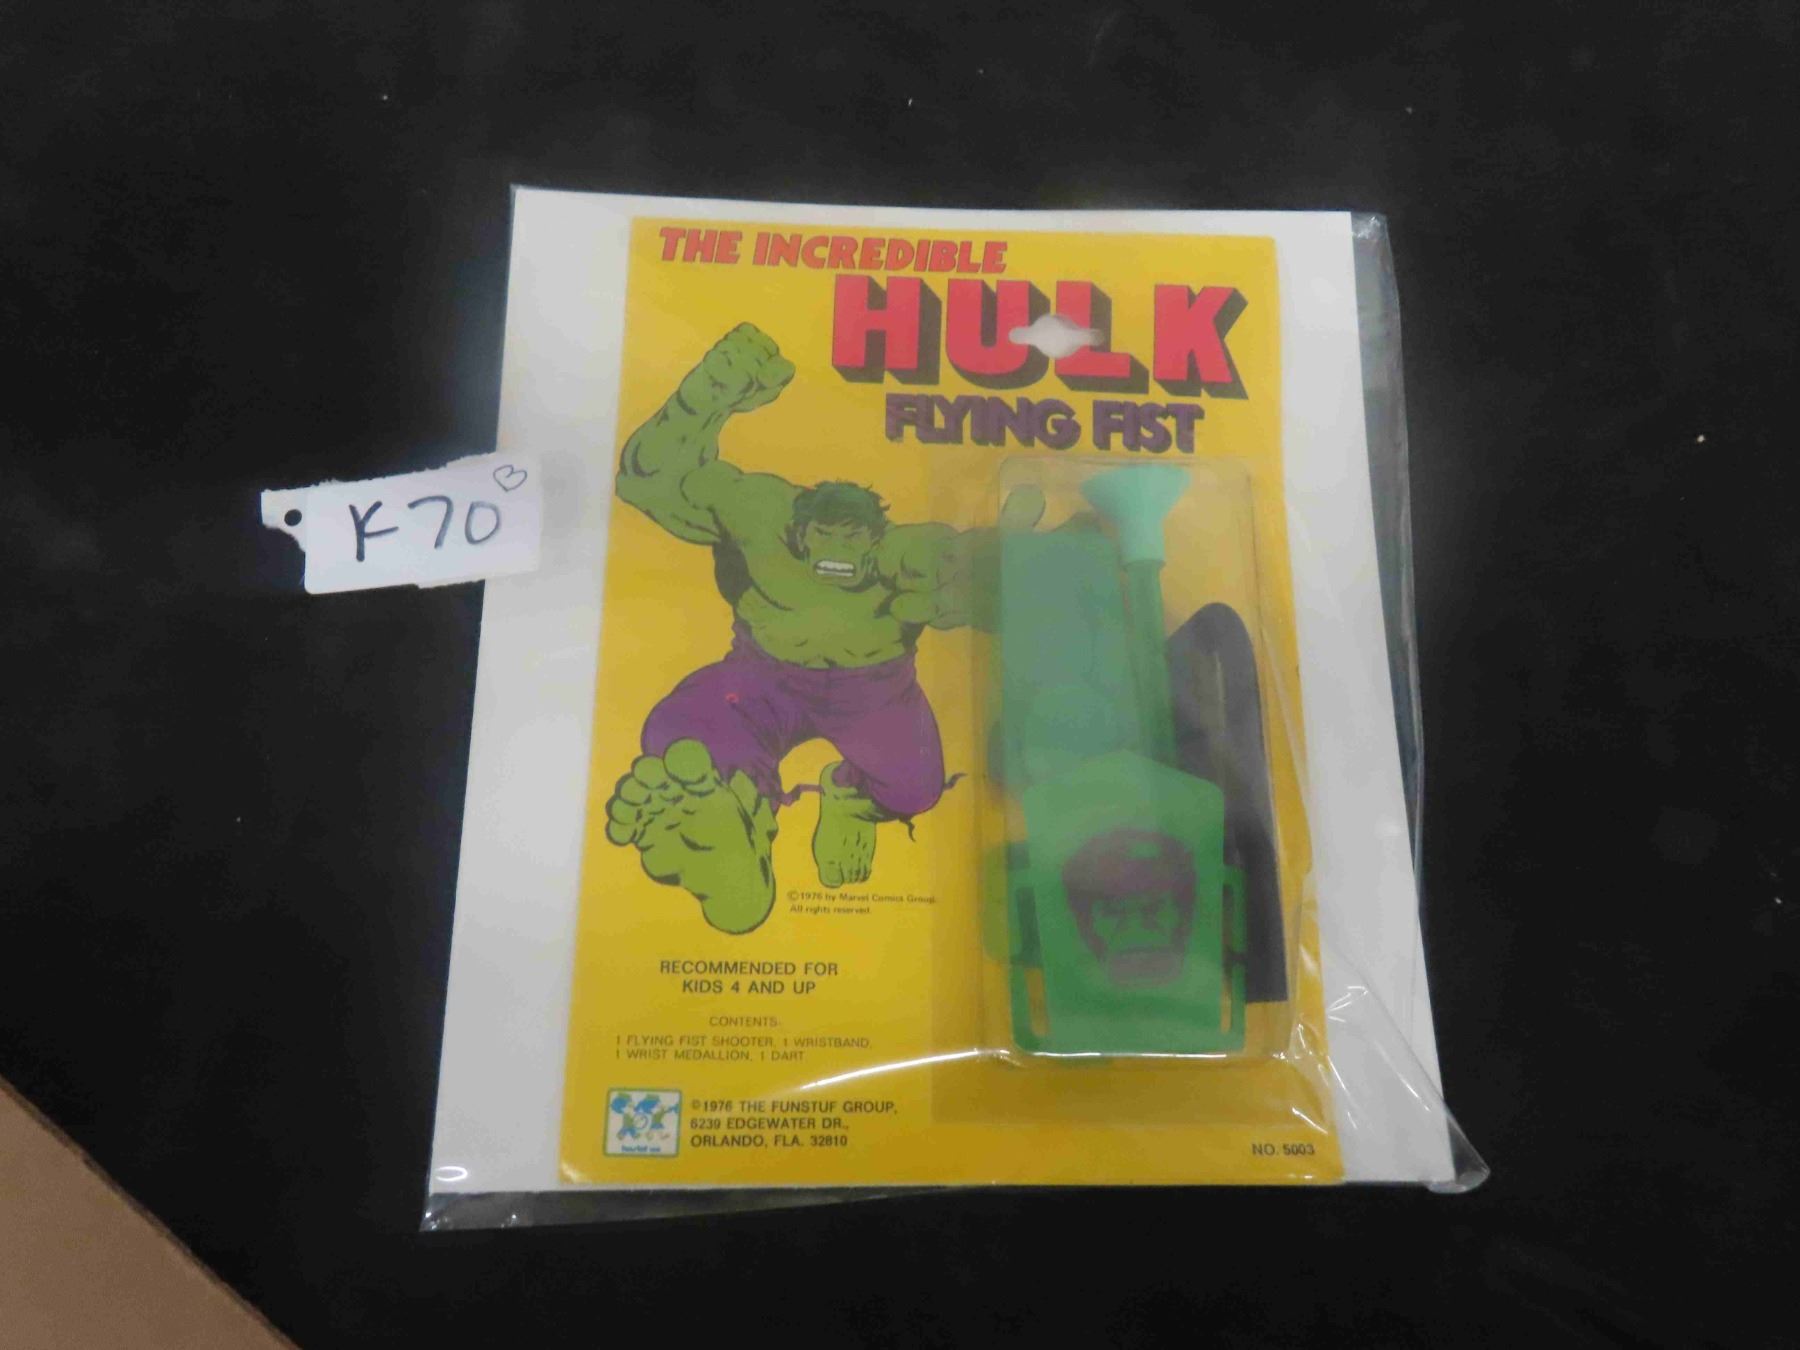 THE INCREDIBLE
HULK
FLYING FIST
K70
©1976 by Marvel Comics Group.
All rights reserved.
RECOMMENDED FOR
KIDS 4 AND UP
CONTENTS:
1 FLYING FIST SHOOTER, 1 WRISTBAND,
1 WRIST MEDALLION, 1 DART
©1976 THE FUNSTUF GROUP,
6239 EDGEWATER DR.,
ORLANDO, FLA. 32810
NO. 5003